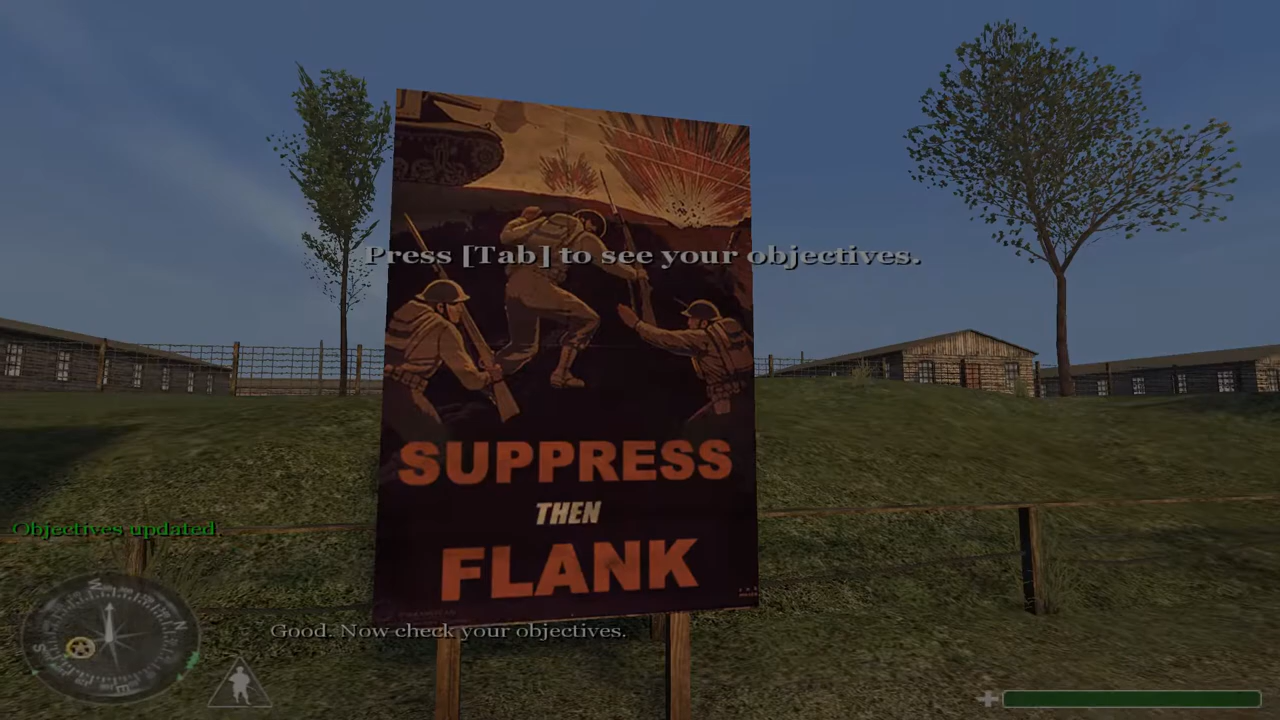 Press [Tab] to see your objectives.
SUPPRESS
THEN
FLANK
Objectives updated.
Good. Now check your objectives.
W
N
S
E